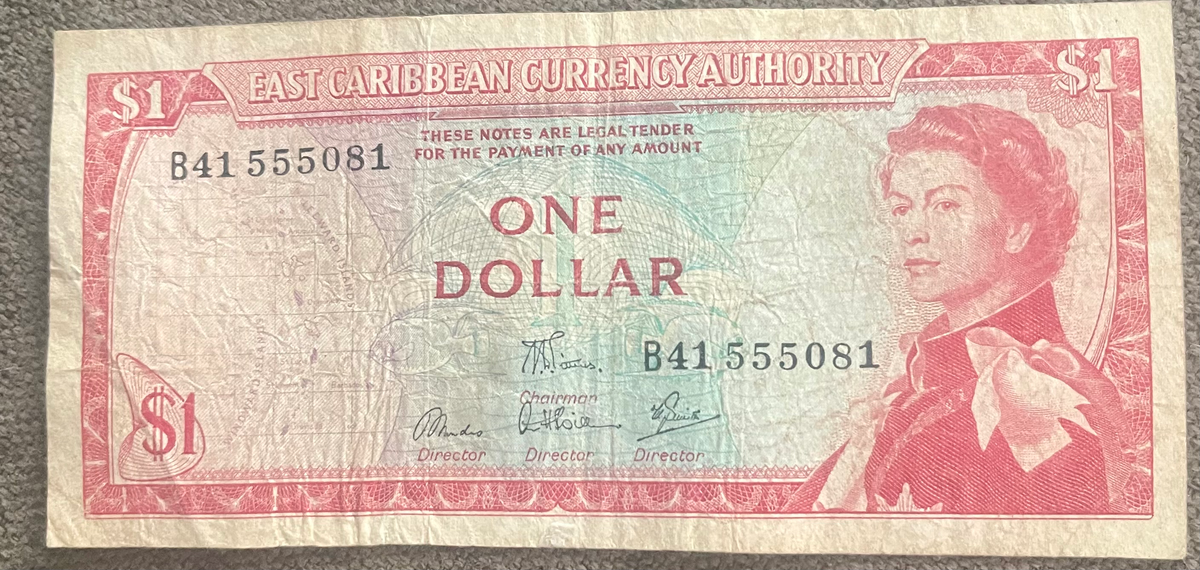 EAST CARIBBEAN CURRENCY AUTHORITY
$1
$1
THESE NOTES ARE LEGAL TENDER
FOR THE PAYMENT OF ANY AMOUNT
B41 555081
ONE
DOLLAR
B41 555081
Chairman
$1
Director
Director
Director